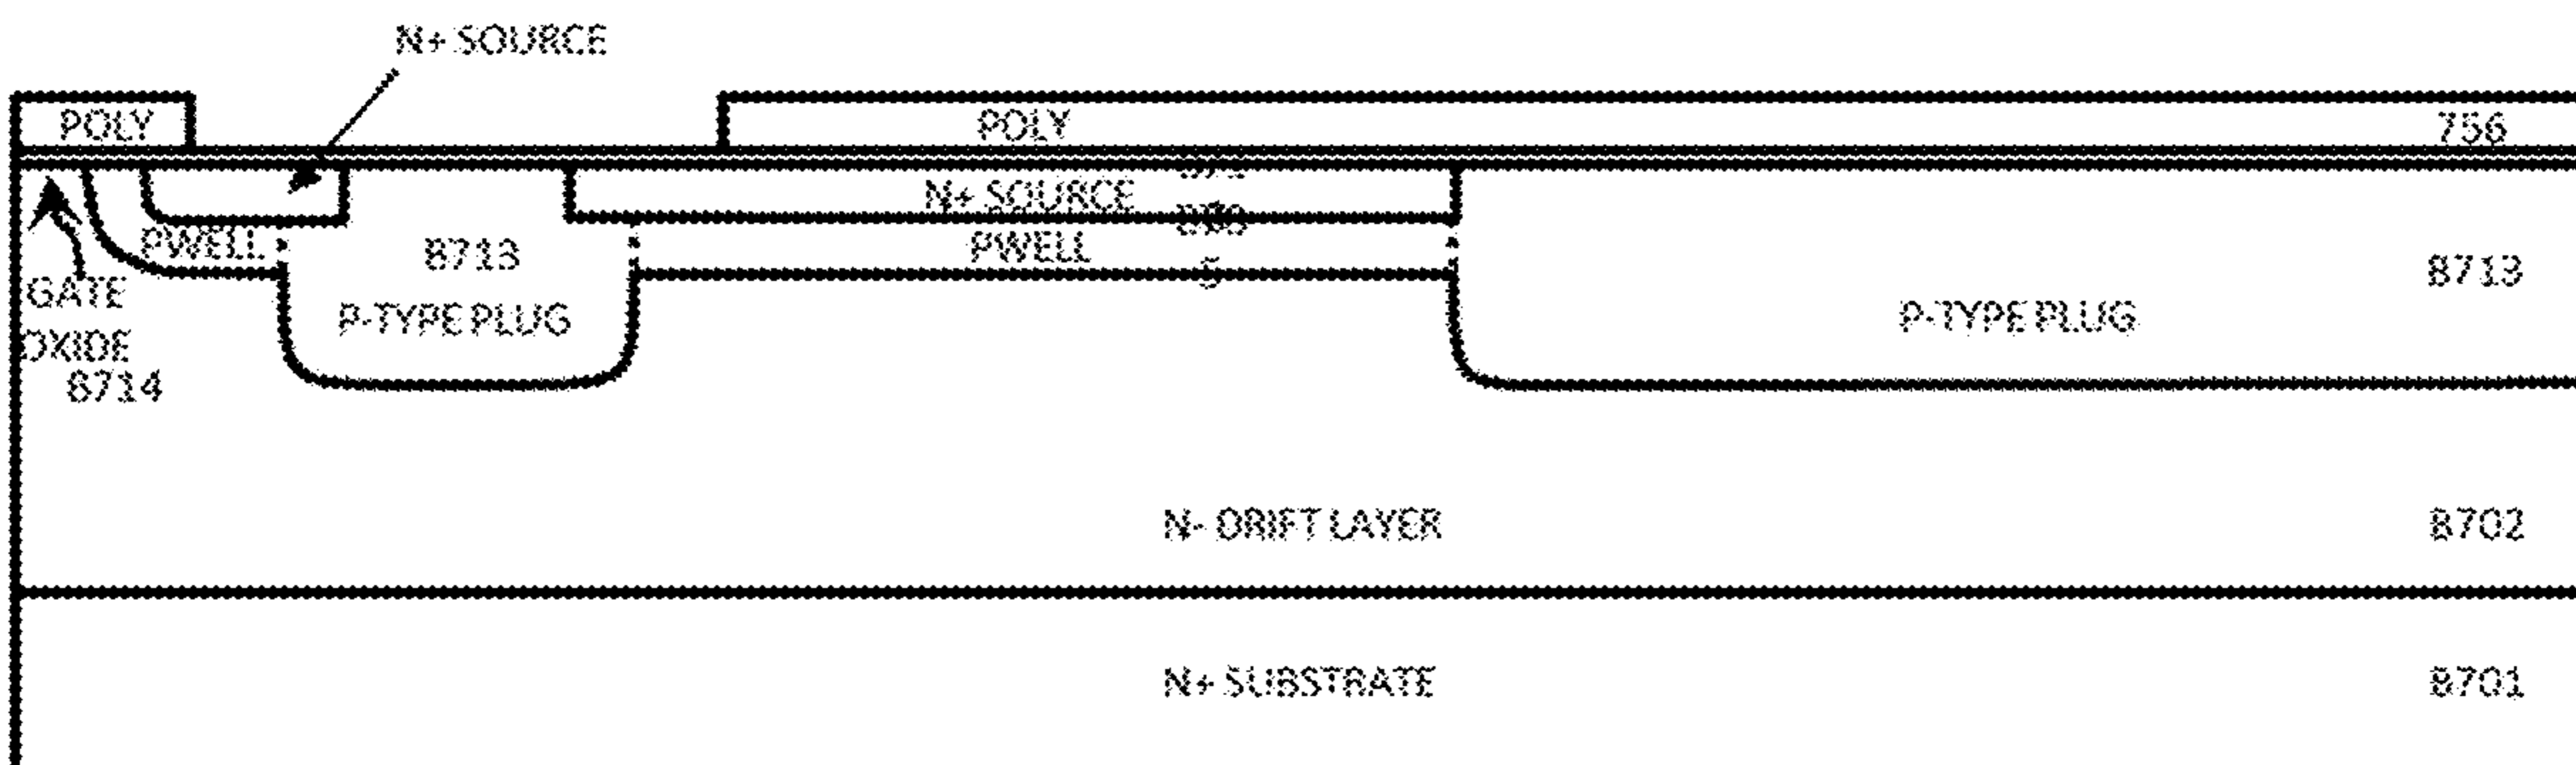 N+ SOURCE
POLY
POLY
756
N+ SOURCE
PWELL
8713
PWELL
5
GATE
OXIDE
8714
P-TYPE PLUG
8713
P-TYPE PLUG
N- DRIFT LAYER
8702
N+ SUBSTRATE
8701